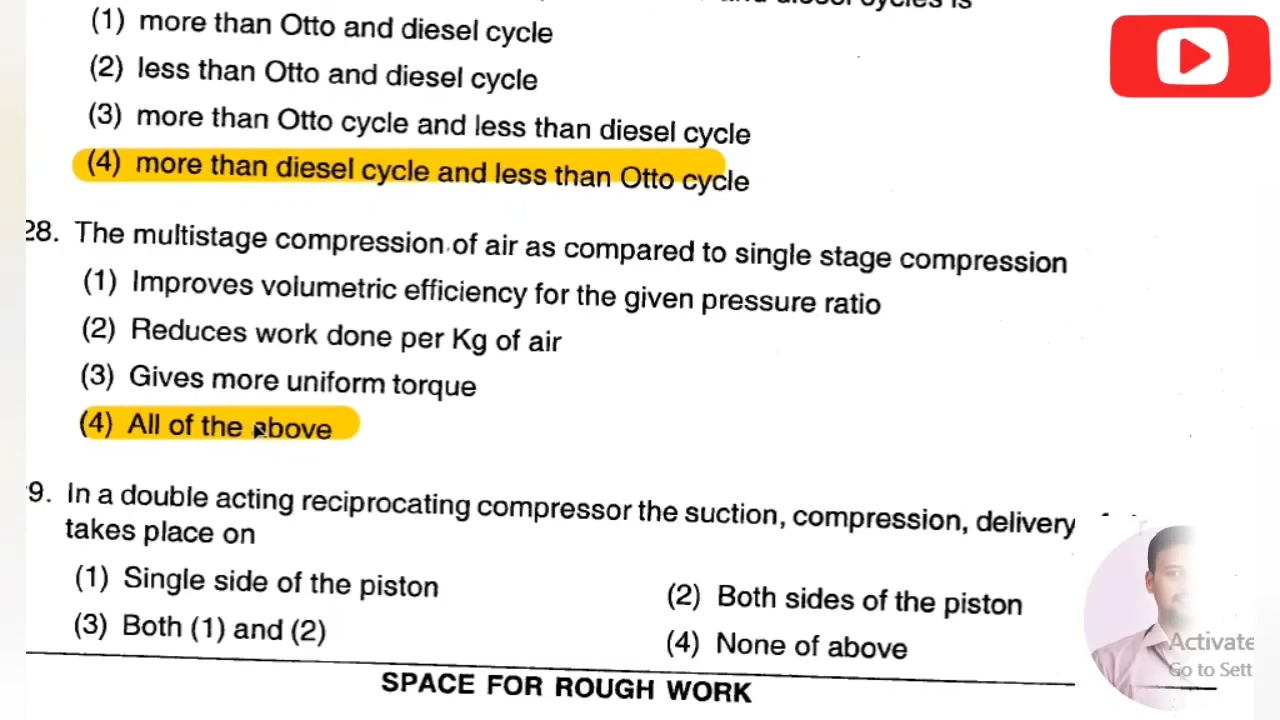 diesel cycles is
(1) more than Otto and diesel cycle
(2) less than Otto and diesel cycle
(3) more than Otto cycle and less than diesel cycle
(4) more than diesel cycle and less than Otto cycle
28. The multistage compression of air as compared to single stage compression
(1) Improves volumetric efficiency for the given pressure ratio
(2) Reduces work done per Kg of air
(3) Gives more uniform torque
(4) All of the above
9. In a double acting reciprocating compressor the suction, compression, delivery
takes place on
(1) Single side of the piston
(2) Both sides of the piston
(3) Both (1) and (2)
(4) None of above
Activate
Go to Sett
SPACE FOR ROUGH WORK